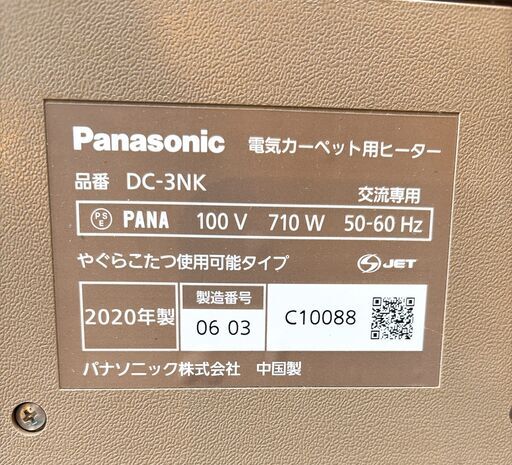 Panasonic 電気カーペット用ヒーター
品番 DC-3NK 交流専用
PS E PANA 100 V 710 W 50-60 Hz
やぐらこたつ使用可能タイプ S JET
2020年製 製造番号 06 03 C10088
パナソニック株式会社 中国製